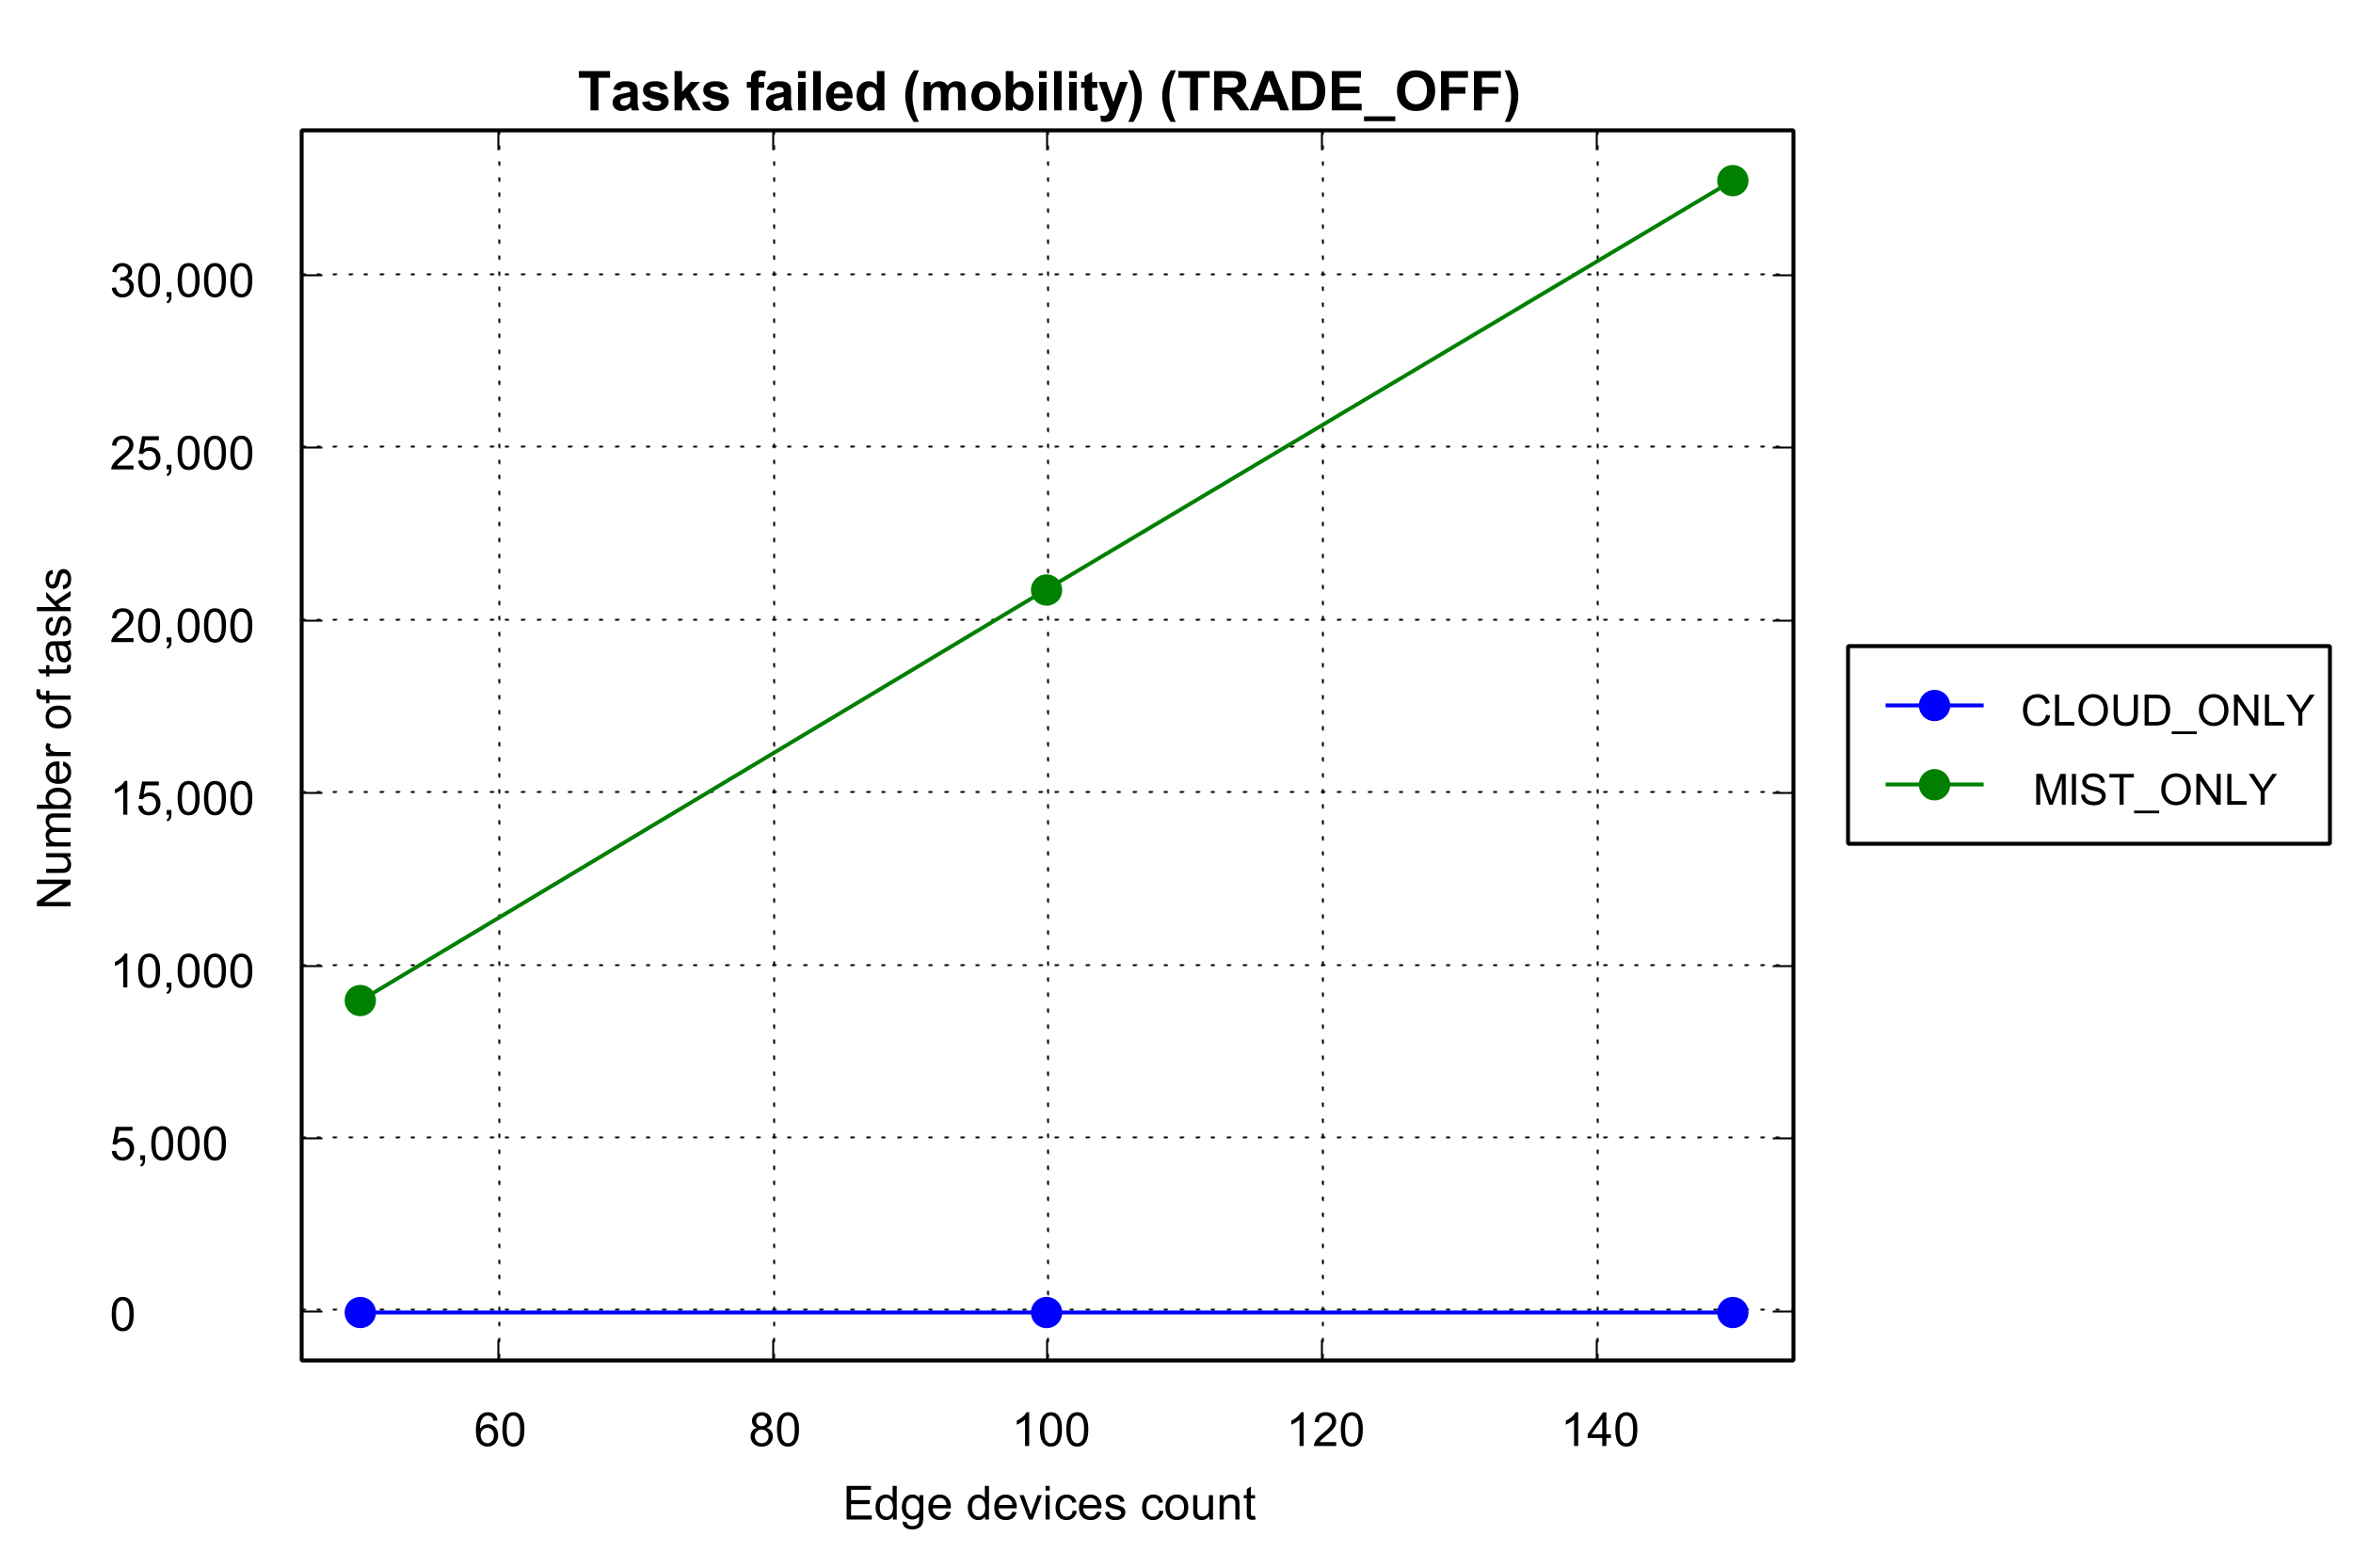 Tasks failed (mobility) (TRADE_OFF)
30,000
25,000
20,000
15,000
10,000
5,000
0
Number of tasks
60 80 100 120 140
Edge devices count
CLOUD_ONLY
MIST_ONLY